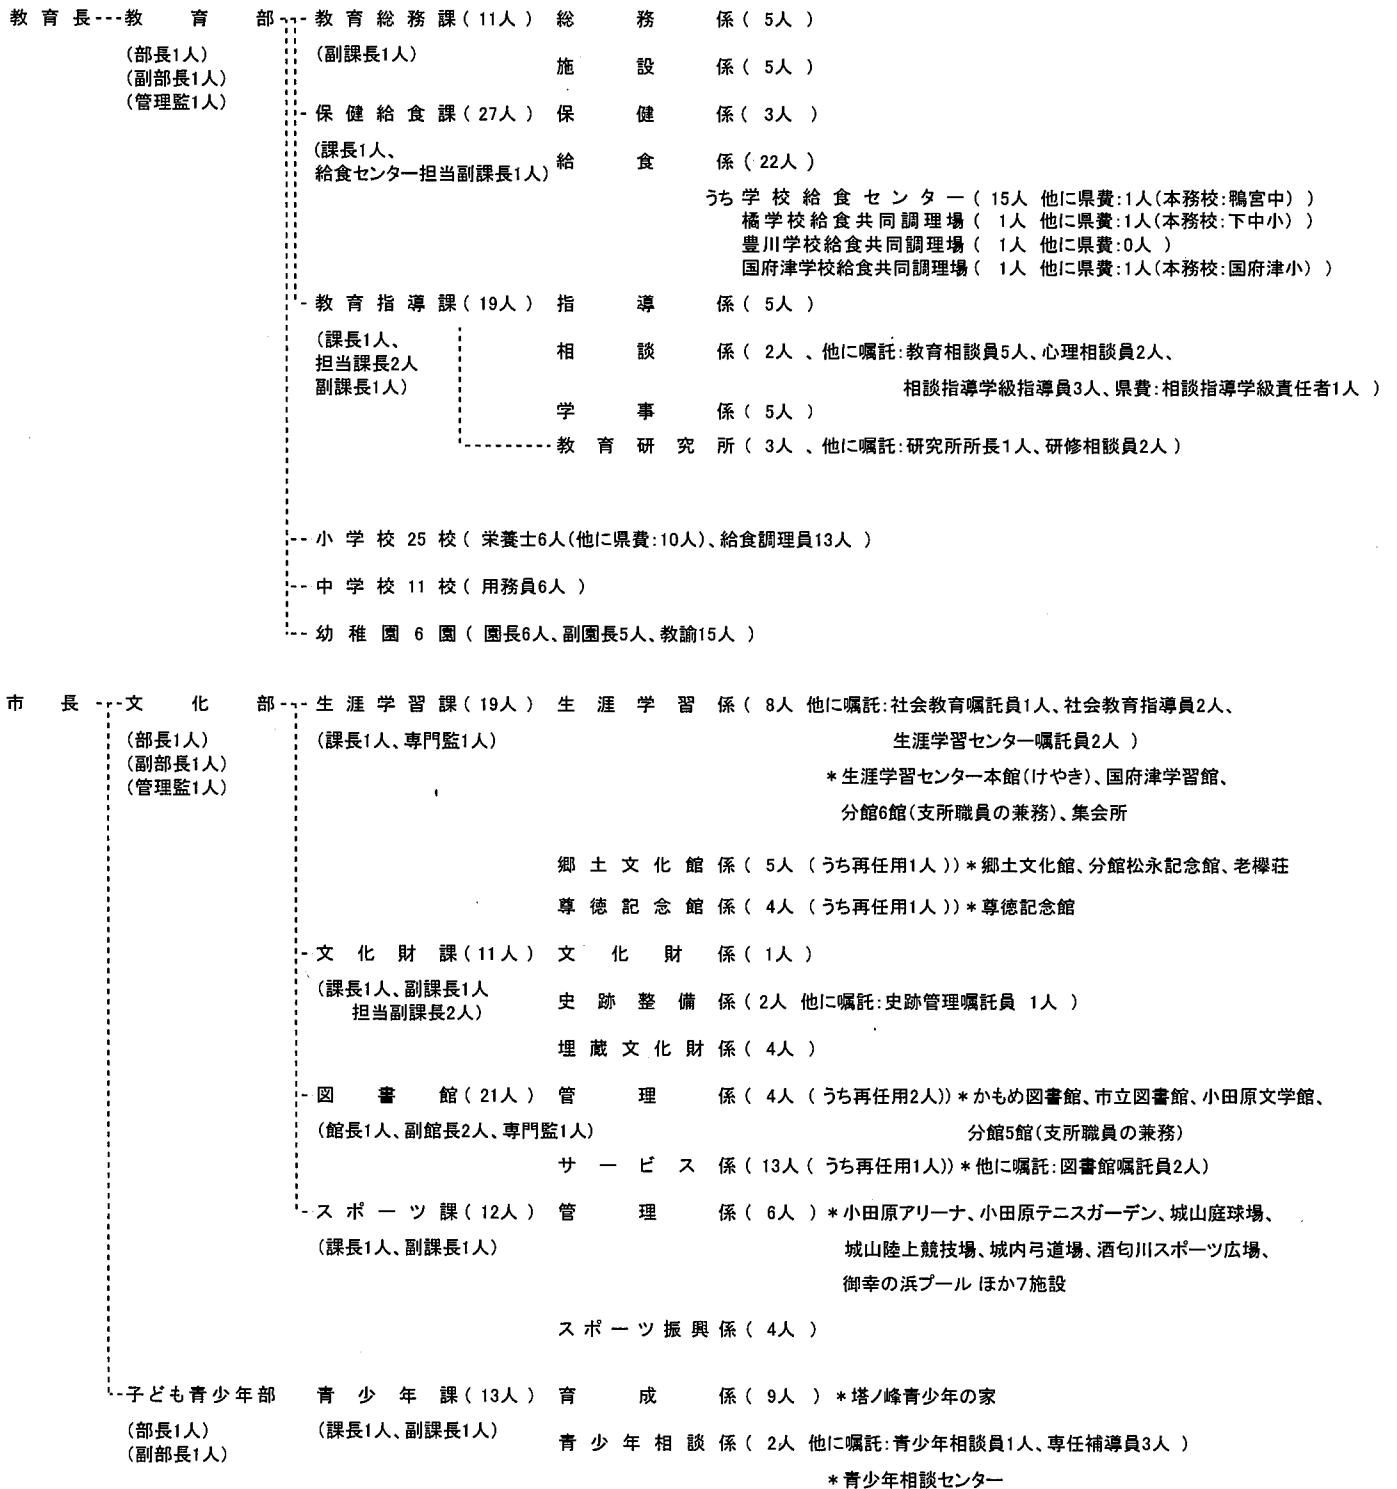 教育長---教育部---教育総務課(11人) 総務係(5人)
(部長1人) (副課長1人)
(副部長1人) 施設係(5人)
(管理監1人)
保健給食課(27人) 保健係(3人)
(課長1人、
給食センター担当副課長1人) 給食係(22人)
うち 学校給食センター(15人 他に県費:1人(本務校:鴨宮中))
橘学校給食共同調理場(1人 他に県費:1人(本務校:下中小))
豊川学校給食共同調理場(1人 他に県費:0人)
国府津学校給食共同調理場(1人 他に県費:1人(本務校:国府津小))
教育指導課(19人) 指導係(5人)
(課長1人、
担当課長2人 相談係(2人、他に嘱託:教育相談員5人、心理相談員2人、
副課長1人) 相談指導学級指導員3人、県費:相談指導学級責任者1人)
学事係(5人)
教育研究所(3人、他に嘱託:研究所所長1人、研修相談員2人)
小学校25校(栄養士6人(他に県費:10人)、給食調理員13人)
中学校11校(用務員6人)
幼稚園6園(園長6人、副園長5人、教諭15人)
市長---文化部---生涯学習課(19人) 生涯学習係(8人 他に嘱託:社会教育嘱託員1人、社会教育指導員2人、
(部長1人) (課長1人、専門監1人) 生涯学習センター嘱託員2人)
(副部長1人)
(管理監1人) *生涯学習センター本館(けやき)、国府津学習館、
分館6館(支所職員の兼務)、集会所
郷土文化館係(5人(うち再任用1人))*郷土文化館、分館松永記念館、老欅荘
尊徳記念館係(4人(うち再任用1人))*尊徳記念館
文化財課(11人) 文化財係(1人)
(課長1人、副課長1人
担当副課長2人) 史跡整備係(2人 他に嘱託:史跡管理嘱託員 1人)
埋蔵文化財係(4人)
図書館(21人) 管理係(4人(うち再任用2人))*かもめ図書館、市立図書館、小田原文学館、
(館長1人、副館長2人、専門監1人) 分館5館(支所職員の兼務)
サービス係(13人(うち再任用1人))*他に嘱託:図書館嘱託員2人)
スポーツ課(12人) 管理係(6人)*小田原アリーナ、小田原テニスガーデン、城山庭球場、
(課長1人、副課長1人) 城山陸上競技場、城内弓道場、酒匂川スポーツ広場、
御幸の浜プール ほか7施設
スポーツ振興係(4人)
子ども青少年部 青少年課(13人) 育成係(9人)*塔ノ峰青少年の家
(部長1人) (課長1人、副課長1人)
(副部長1人) 青少年相談係(2人 他に嘱託:青少年相談員1人、専任補導員3人)
*青少年相談センター